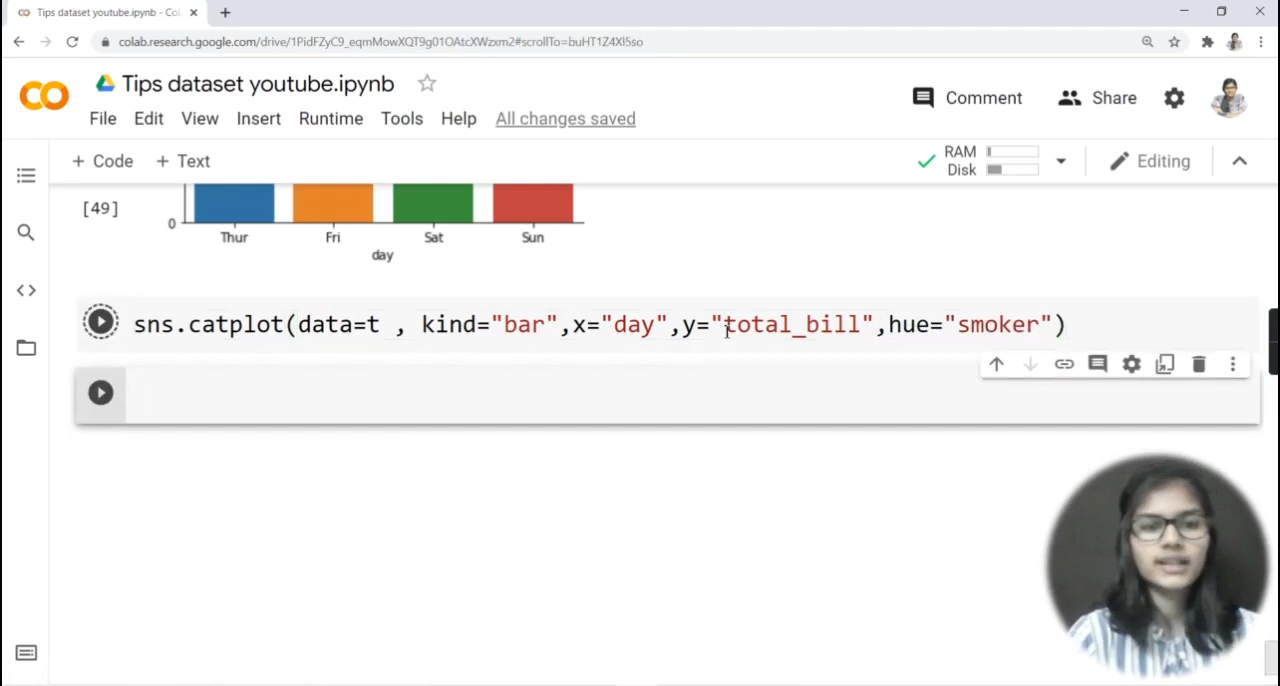 Tips dataset youtube.ipynb - Col
colab.research.google.com/drive/1PidFZyC9_eqmMowXQT9g01OAtcXWzxm2#scrollTo=buHT1Z4Xl5so
Tips dataset youtube.ipynb
Comment
Share
File Edit View Insert Runtime Tools Help All changes saved
+ Code + Text
RAM
Disk
Editing
[49]
0
Thur Fri Sat Sun
day
sns.catplot(data=t , kind="bar",x="day",y="total_bill",hue="smoker")